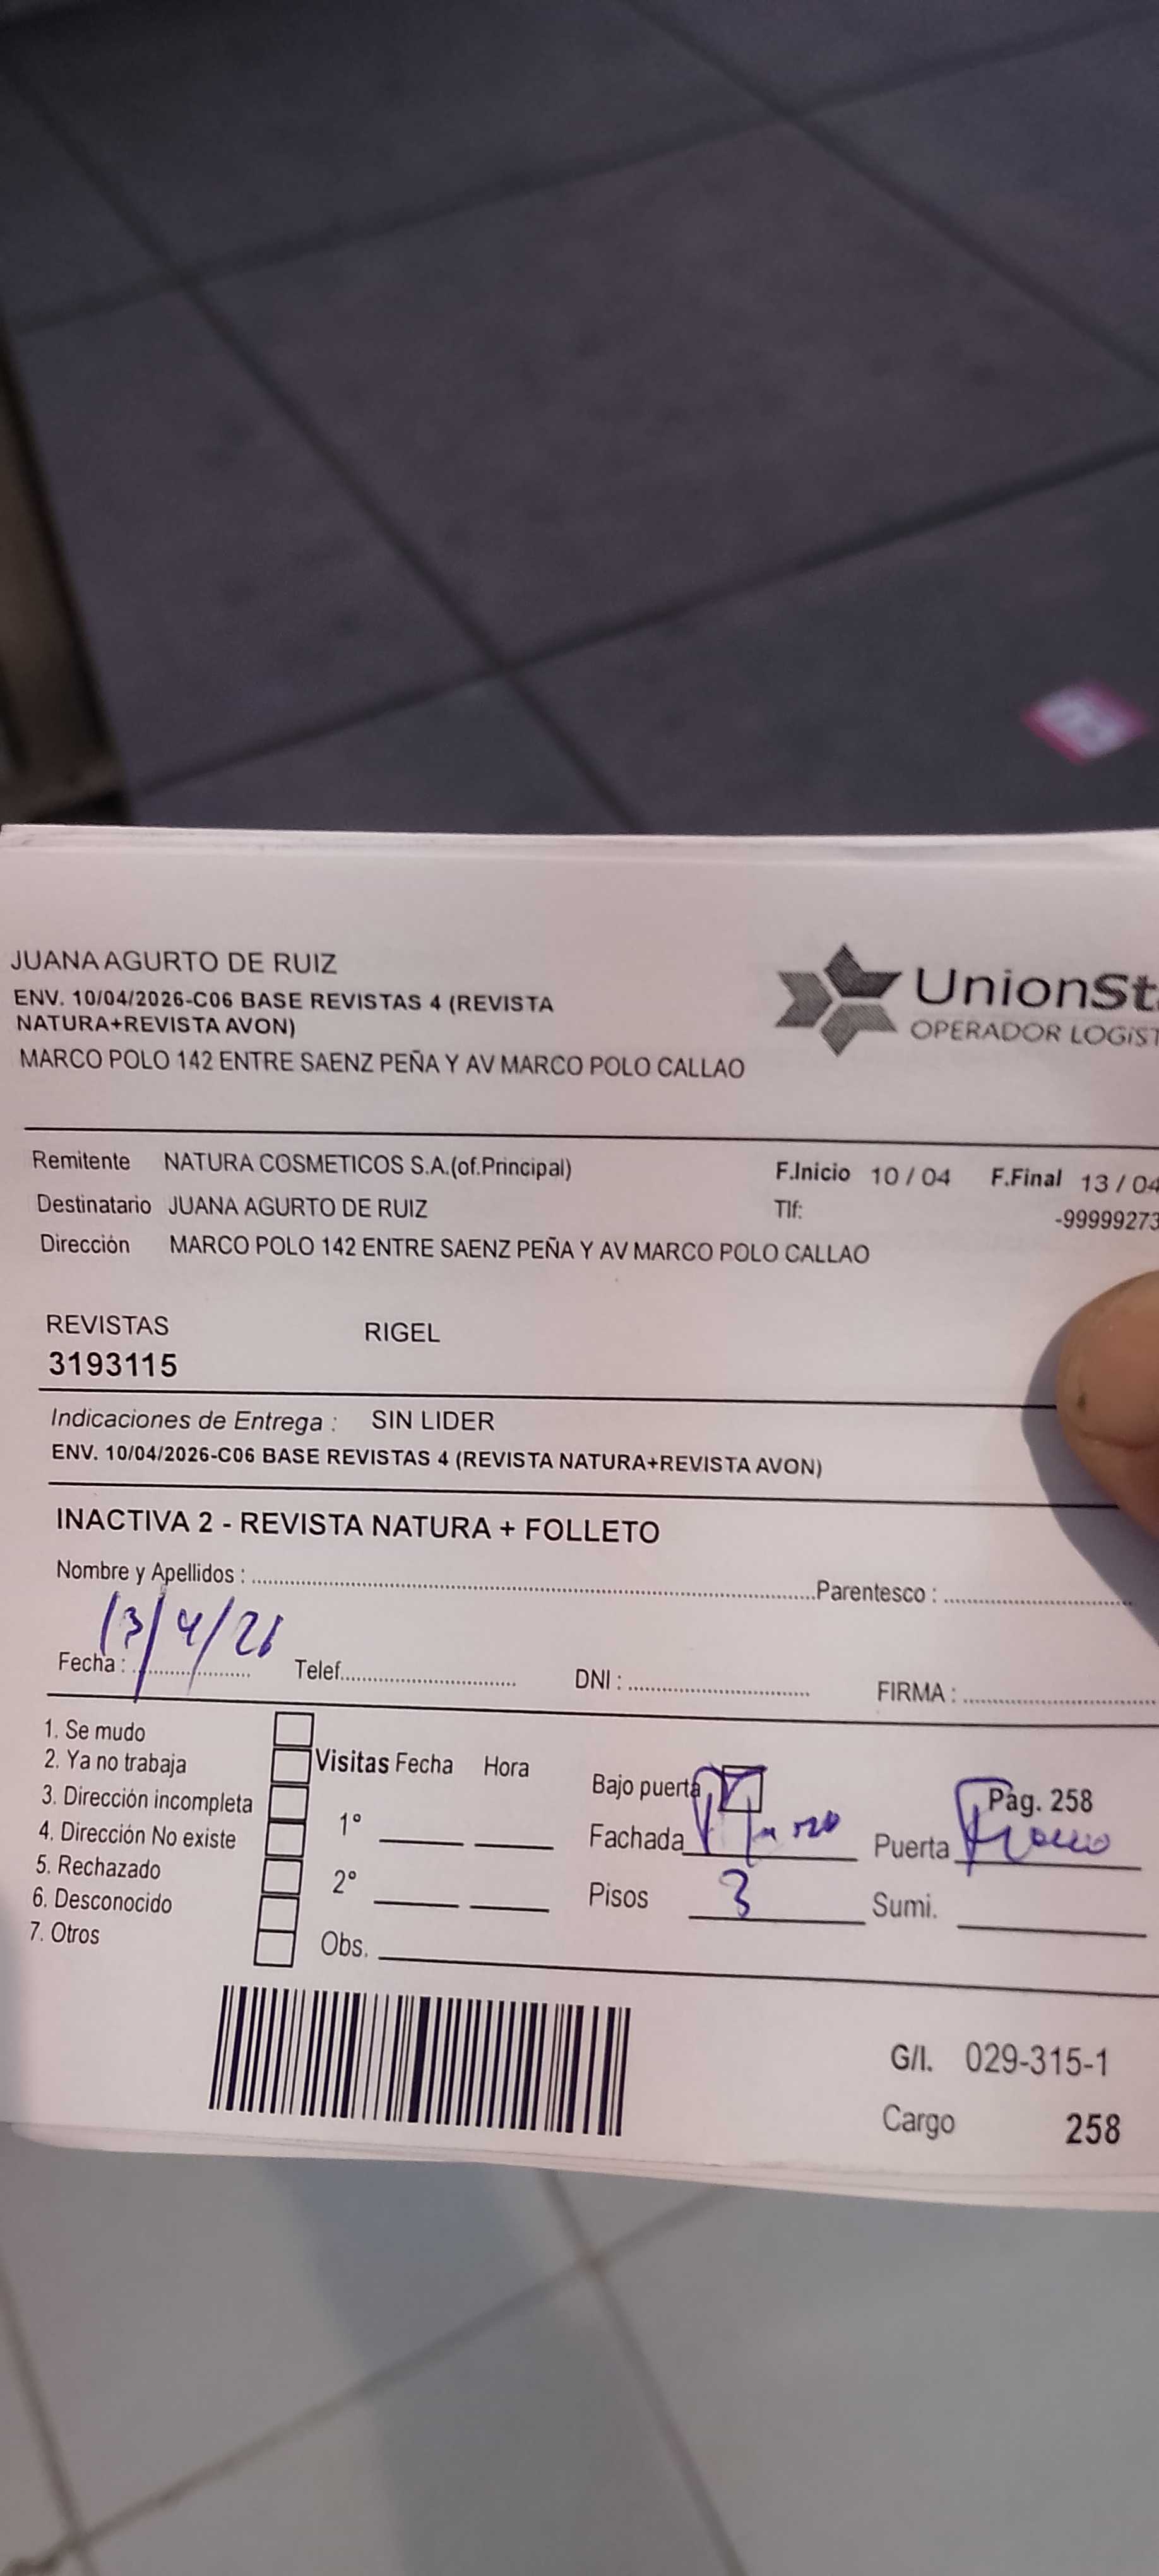 JUANA AGURTO DE RUIZ
ENV. 10/04/2026-C06 BASE REVISTAS 4 (REVISTA
NATURA+REVISTA AVON)
MARCO POLO 142 ENTRE SAENZ PEÑA Y AV MARCO POLO CALLAO
UnionSt
OPERADOR LOGíST
Remitente NATURA COSMETICOS S.A.(of.Principal) F.Inicio 10 / 04 F.Final 13 / 04
Destinatario JUANA AGURTO DE RUIZ Tlf: -99999273
Dirección MARCO POLO 142 ENTRE SAENZ PEÑA Y AV MARCO POLO CALLAO
REVISTAS RIGEL
3193115
Indicaciones de Entrega : SIN LIDER
ENV. 10/04/2026-C06 BASE REVISTAS 4 (REVISTA NATURA+REVISTA AVON)
INACTIVA 2 - REVISTA NATURA + FOLLETO
Nombre y Apellidos : Parentesco :
Fecha : 13/4/26 Telef. DNI : FIRMA :
1. Se mudo
2. Ya no trabaja Visitas Fecha Hora Bajo puerta Pág. 258
3. Dirección incompleta 1º
4. Dirección No existe Fachada Puerta
5. Rechazado 2º Pisos 3 Sumi.
6. Desconocido
7. Otros Obs.
G/I. 029-315-1
Cargo 258